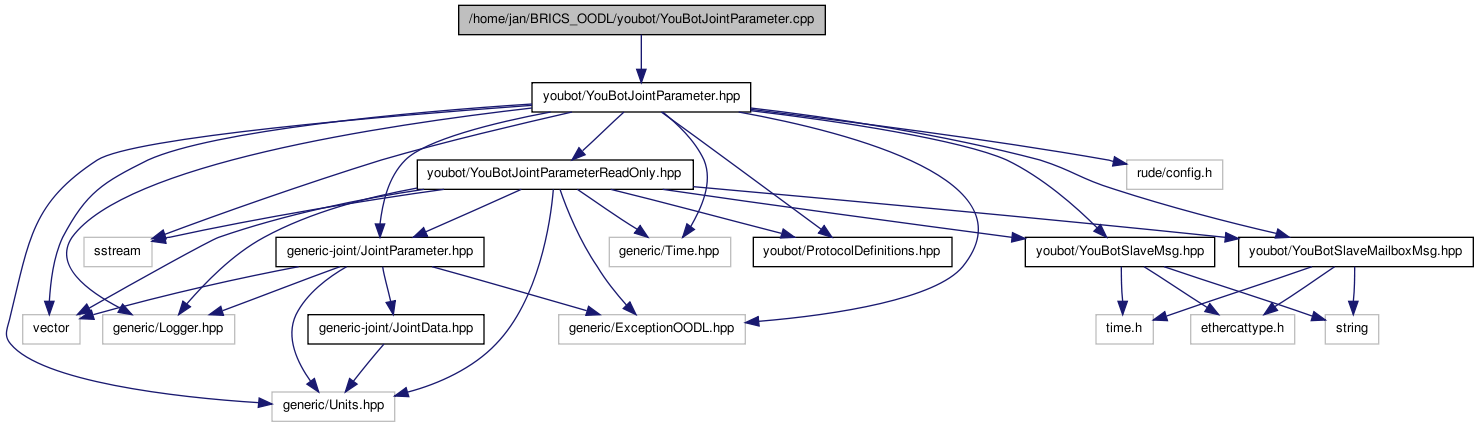 /home/jan/BRICS_OODL/youbot/YouBotJointParameter.cpp
youbot/YouBotJointParameter.hpp
youbot/YouBotJointParameterReadOnly.hpp
rude/config.h
sstream
generic-joint/JointParameter.hpp
generic/Time.hpp
youbot/ProtocolDefinitions.hpp
youbot/YouBotSlaveMsg.hpp
youbot/YouBotSlaveMailboxMsg.hpp
vector
generic/Logger.hpp
generic-joint/JointData.hpp
generic/ExceptionOODL.hpp
time.h
ethercattype.h
string
generic/Units.hpp